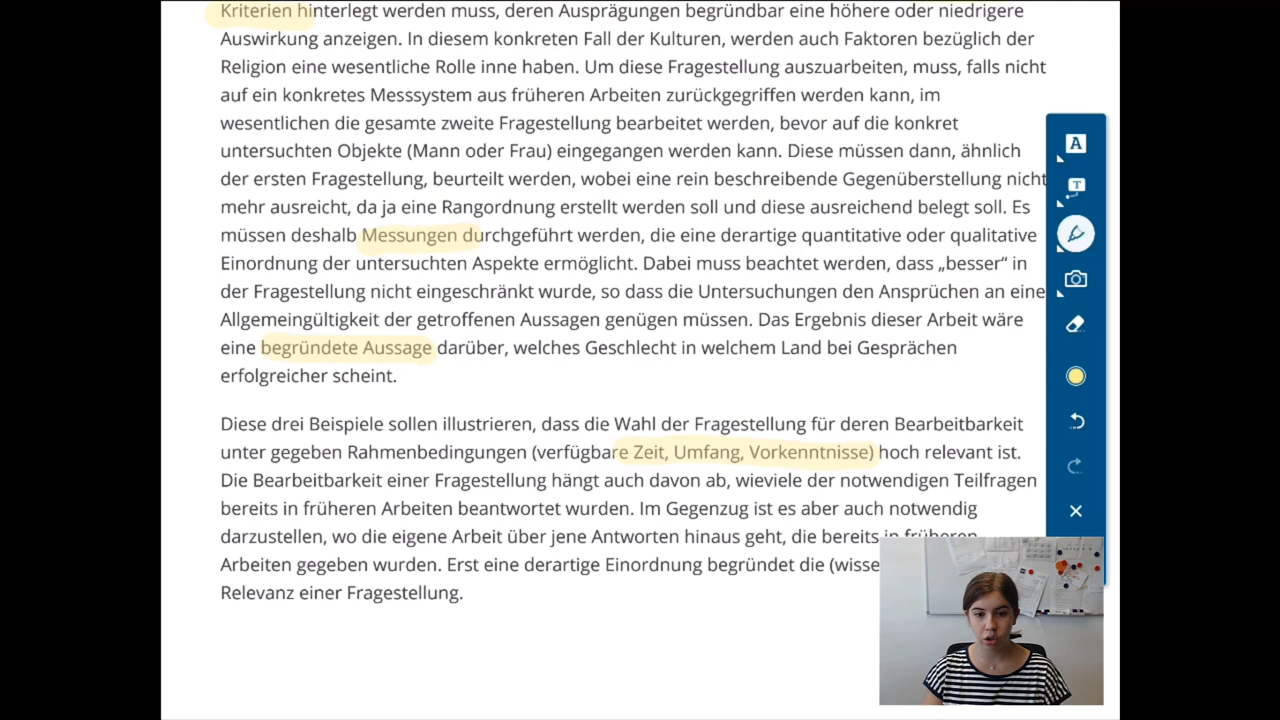 Kriterien hinterlegt werden muss, deren Ausprägungen begründbar eine höhere oder niedrigere
Auswirkung anzeigen. In diesem konkreten Fall der Kulturen, werden auch Faktoren bezüglich der
Religion eine wesentliche Rolle inne haben. Um diese Fragestellung auszuarbeiten, muss, falls nicht
auf ein konkretes Messsystem aus früheren Arbeiten zurückgegriffen werden kann, im
wesentlichen die gesamte zweite Fragestellung bearbeitet werden, bevor auf die konkret
untersuchten Objekte (Mann oder Frau) eingegangen werden kann. Diese müssen dann, ähnlich
der ersten Fragestellung, beurteilt werden, wobei eine rein beschreibende Gegenüberstellung nicht
mehr ausreicht, da ja eine Rangordnung erstellt werden soll und diese ausreichend belegt soll. Es
müssen deshalb Messungen durchgeführt werden, die eine derartige quantitative oder qualitative
Einordnung der untersuchten Aspekte ermöglicht. Dabei muss beachtet werden, dass „besser“ in
der Fragestellung nicht eingeschränkt wurde, so dass die Untersuchungen den Ansprüchen an eine
Allgemeingültigkeit der getroffenen Aussagen genügen müssen. Das Ergebnis dieser Arbeit wäre
eine begründete Aussage darüber, welches Geschlecht in welchem Land bei Gesprächen
erfolgreicher scheint.
Diese drei Beispiele sollen illustrieren, dass die Wahl der Fragestellung für deren Bearbeitbarkeit
unter gegeben Rahmenbedingungen (verfügbare Zeit, Umfang, Vorkenntnisse) hoch relevant ist.
Die Bearbeitbarkeit einer Fragestellung hängt auch davon ab, wieviele der notwendigen Teilfragen
bereits in früheren Arbeiten beantwortet wurden. Im Gegenzug ist es aber auch notwendig
darzustellen, wo die eigene Arbeit über jene Antworten hinaus geht, die bereits in früheren
Arbeiten gegeben wurden. Erst eine derartige Einordnung begründet die (wisse
Relevanz einer Fragestellung.
A
T